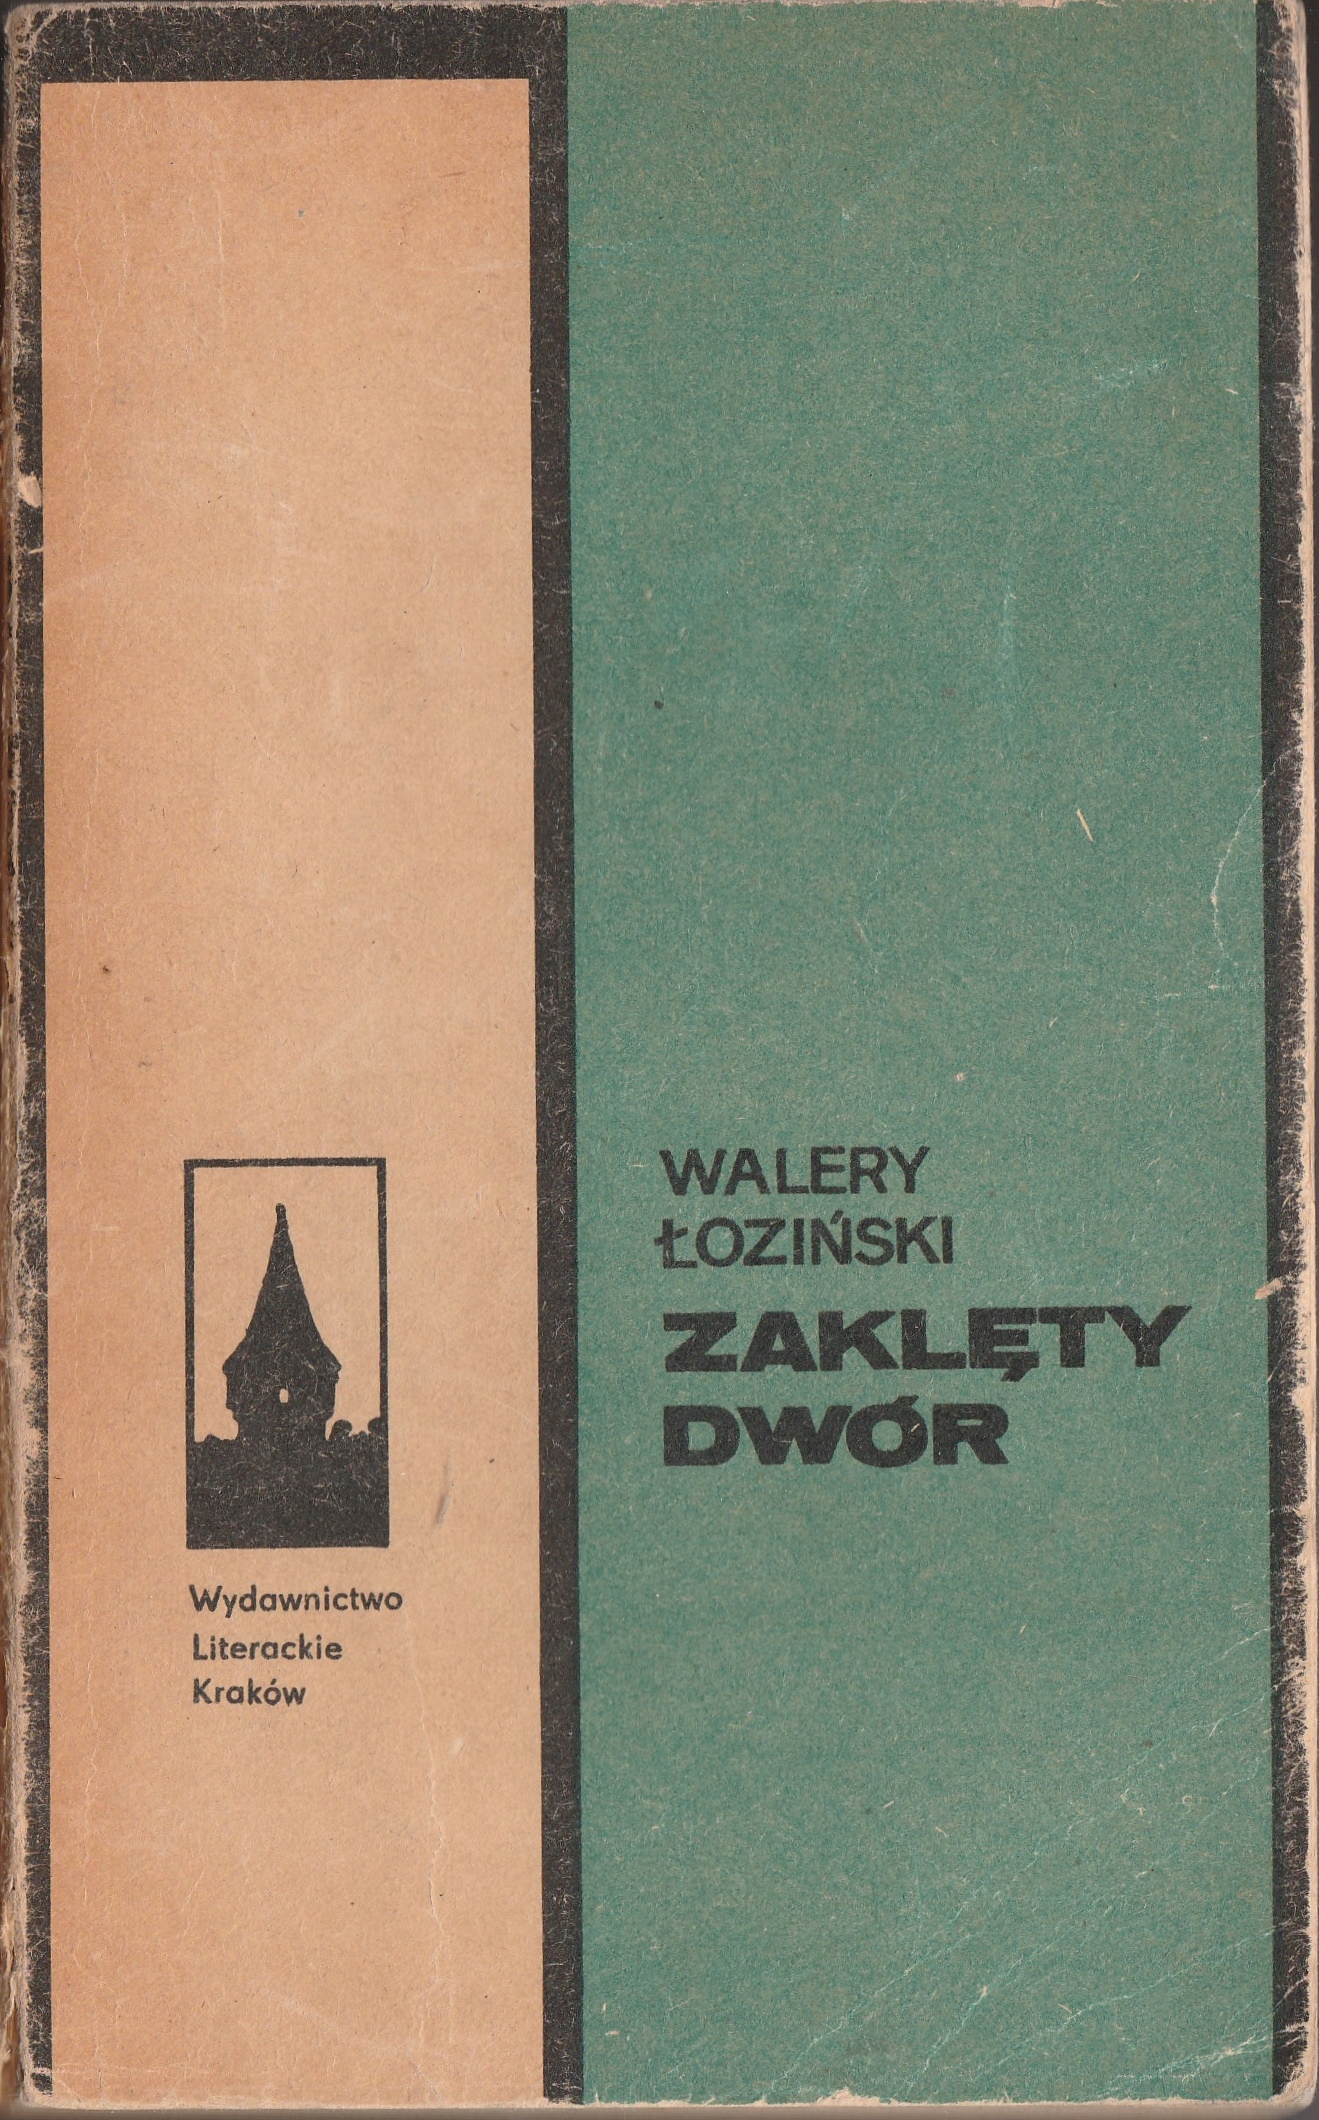 WALERY
ŁOZIŃSKI
ZAKLĘTY
DWÓR
Wydawnictwo
Literackie
Kraków